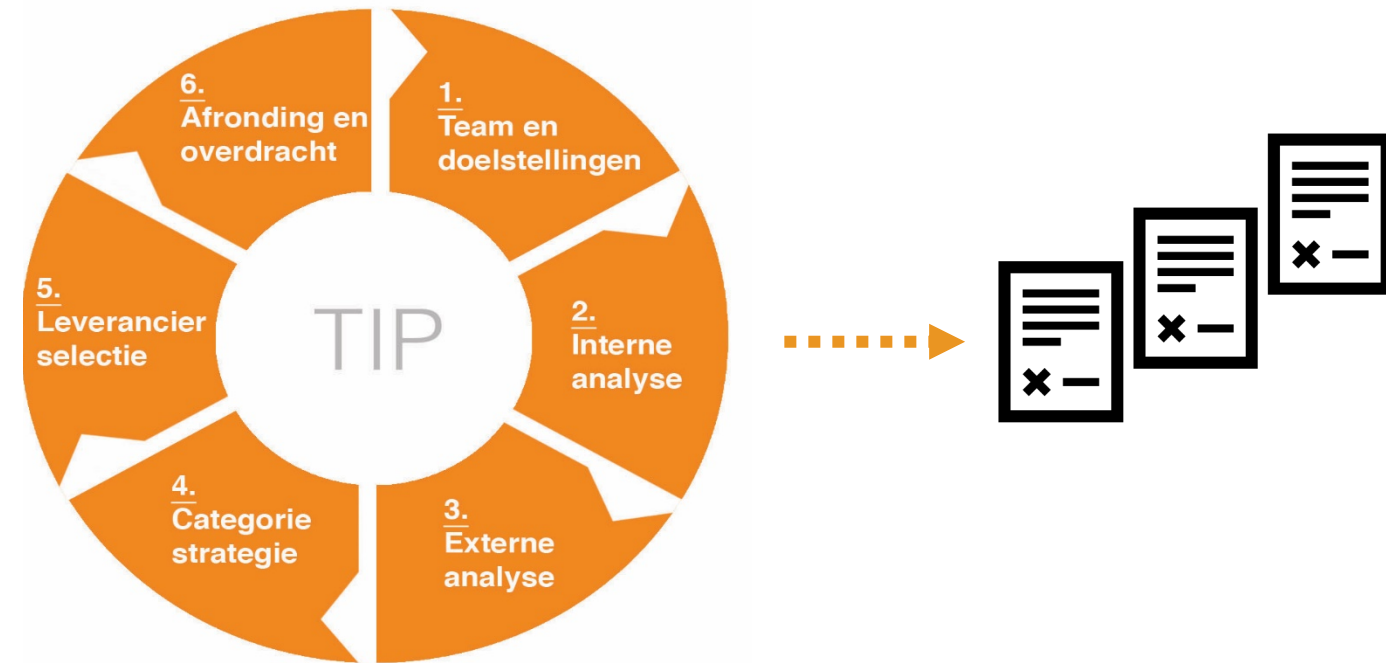 1.
Team en
doelstellingen
2.
Interne
analyse
3.
Externe
analyse
4.
Categorie
strategie
5.
Leverancier
selectie
6.
Afronding en
overdracht
TIP